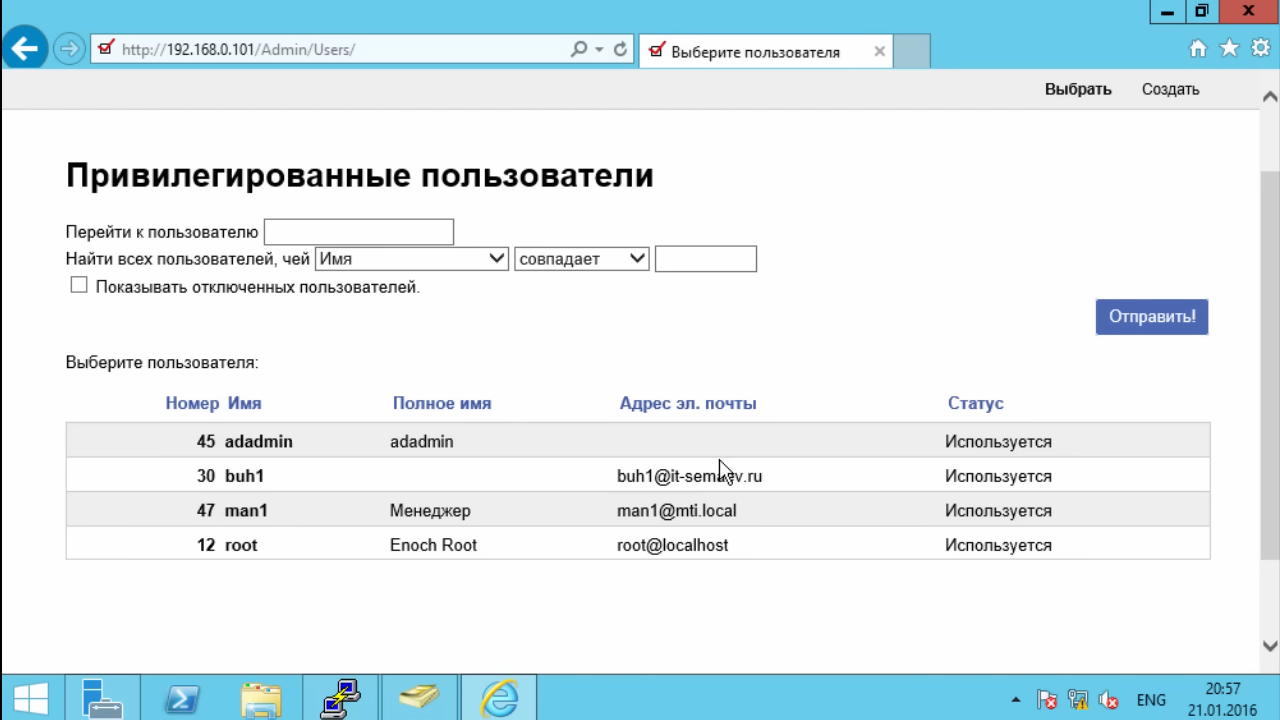 http://192.168.0.101/Admin/Users/
Выберите пользователя
Выбрать Создать
Привилегированные пользователи
Перейти к пользователю
Найти всех пользователей, чей Имя совпадает
Показывать отключенных пользователей.
Отправить!
Выберите пользователя:
Номер Имя Полное имя Адрес эл. почты Статус
45 adadmin adadmin Используется
30 buh1 Используется
47 man1 Менеджер man1@mti.local Используется
12 root Enoch Root root@localhost Используется
ENG
20:57
21.01.2016